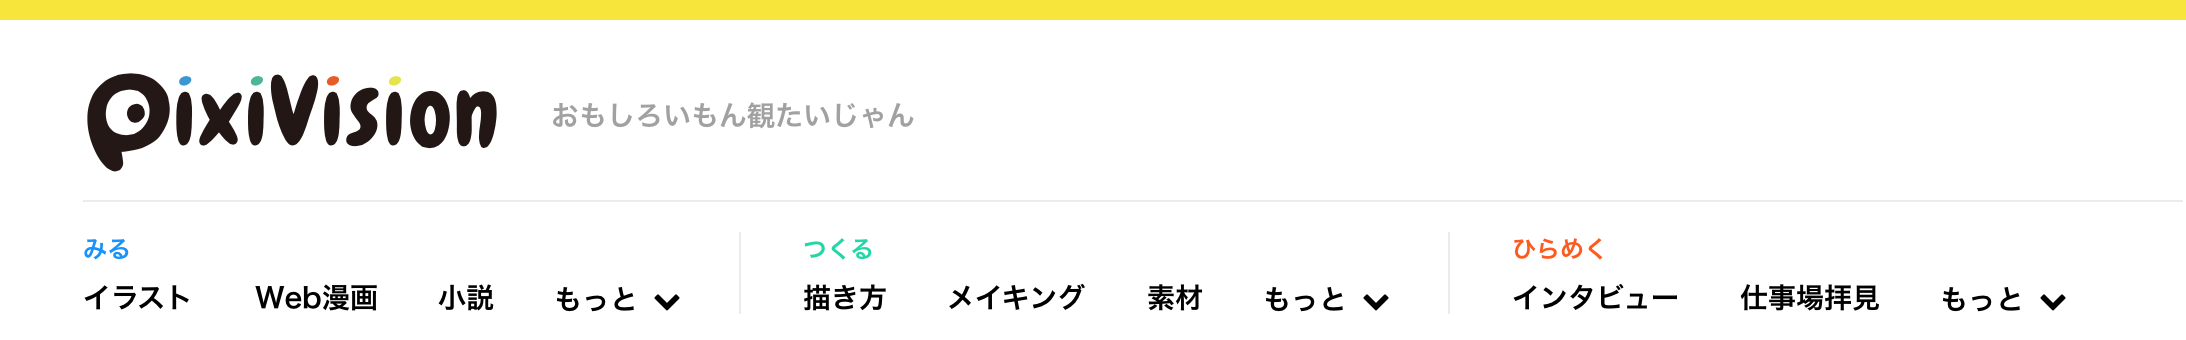 pixiVision おもしろいもん観たいじゃん
みる
イラスト Web漫画 小説 もっと
つくる
描き方 メイキング 素材 もっと
ひらめく
インタビュー 仕事場拝見 もっと